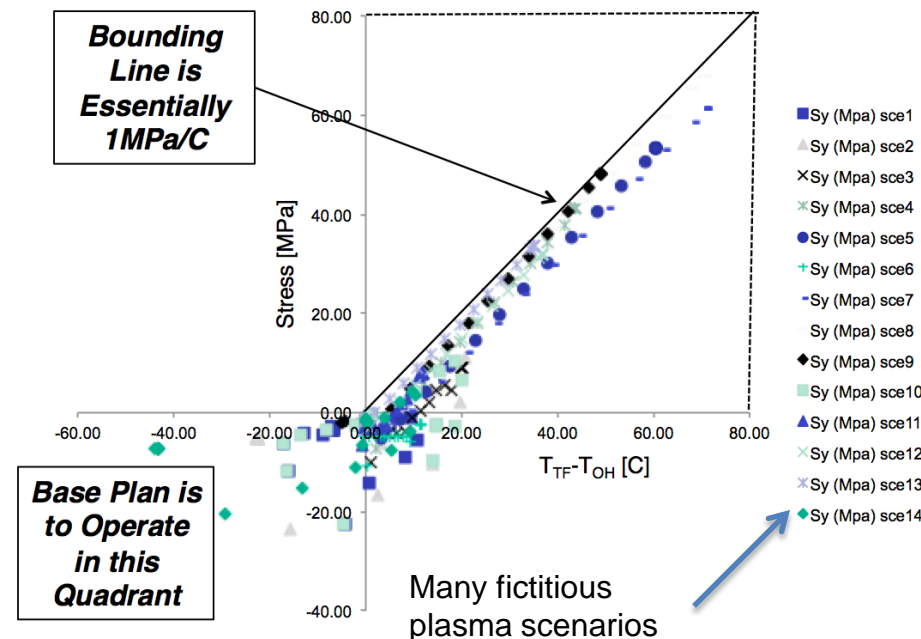 Bounding
Line is
Essentially
1MPa/C
Stress [MPa]
80.00
60.00
40.00
20.00
0.00
-20.00
-40.00
-60.00 -40.00 -20.00 0.00 20.00 40.00 60.00 80.00
T_TF-T_OH [C]
Sy (Mpa) sce1
Sy (Mpa) sce2
Sy (Mpa) sce3
Sy (Mpa) sce4
Sy (Mpa) sce5
Sy (Mpa) sce6
Sy (Mpa) sce7
Sy (Mpa) sce8
Sy (Mpa) sce9
Sy (Mpa) sce10
Sy (Mpa) sce11
Sy (Mpa) sce12
Sy (Mpa) sce13
Sy (Mpa) sce14
Base Plan is
to Operate
in this
Quadrant
Many fictitious
plasma scenarios